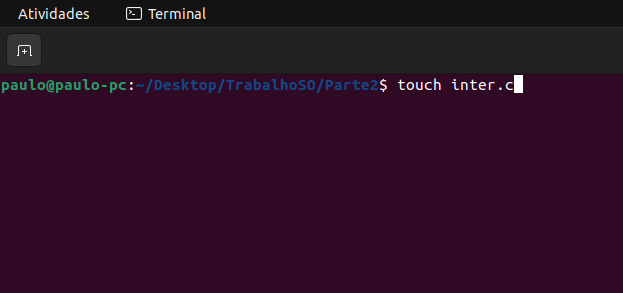 Atividades Terminal
paulo@paulo-pc:~/Desktop/TrabalhoSO/Parte2$ touch inter.c